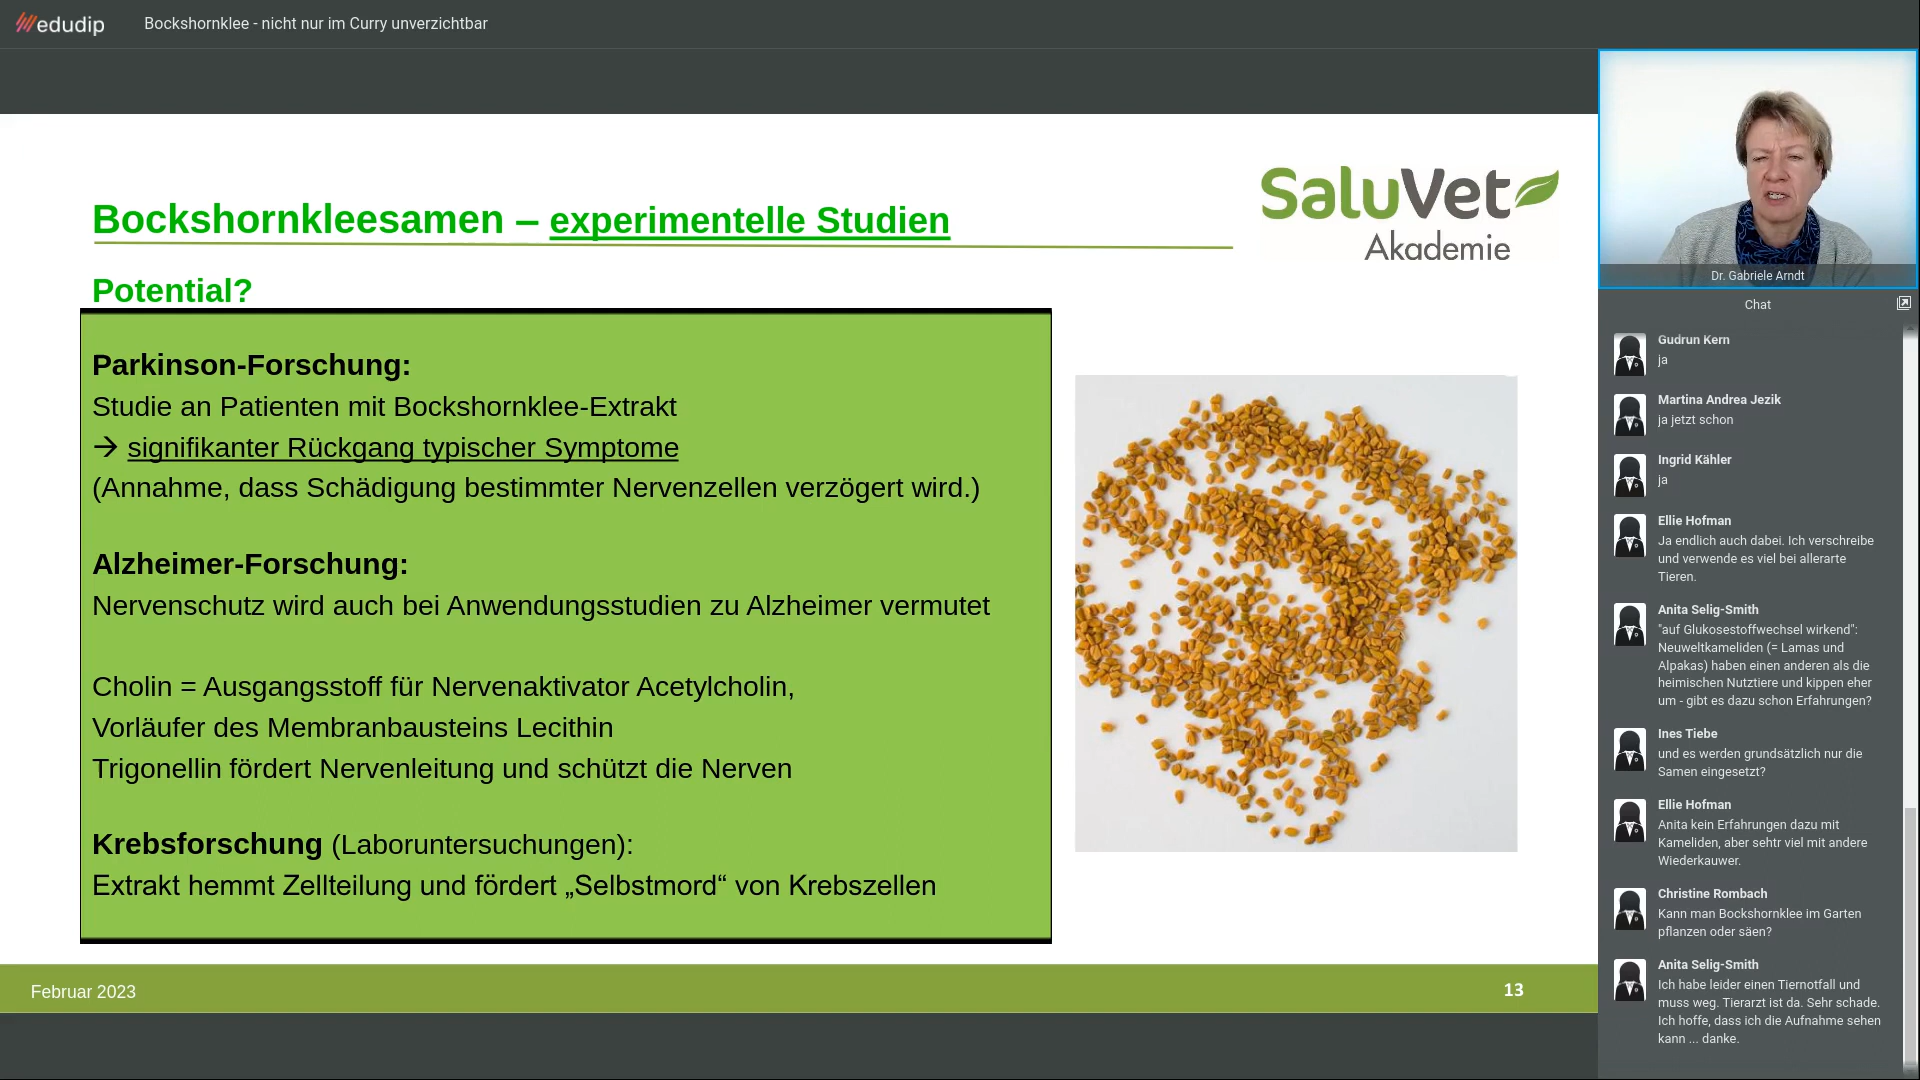 edudip
Bockshornklee - nicht nur im Curry unverzichtbar
Bockshornkleesamen – experimentelle Studien
SaluVet
Akademie
Potential?
Parkinson-Forschung:
Studie an Patienten mit Bockshornklee-Extrakt
→ signifikanter Rückgang typischer Symptome
(Annahme, dass Schädigung bestimmter Nervenzellen verzögert wird.)
Alzheimer-Forschung:
Nervenschutz wird auch bei Anwendungsstudien zu Alzheimer vermutet
Cholin = Ausgangsstoff für Nervenaktivator Acetylcholin,
Vorläufer des Membranbausteins Lecithin
Trigonellin fördert Nervenleitung und schützt die Nerven
Krebsforschung (Laboruntersuchungen):
Extrakt hemmt Zellteilung und fördert „Selbstmord“ von Krebszellen
Februar 2023
13
Dr. Gabriele Arndt
Chat
Gudrun Kern
ja
Martina Andrea Jezik
ja jetzt schon
Ingrid Kähler
ja
Ellie Hofman
Ja endlich auch dabei. Ich verschreibe
und verwende es viel bei allerarte
Tieren.
Anita Selig-Smith
"auf Glukosestoffwechsel wirkend":
Neuweltkameliden (= Lamas und
Alpakas) haben einen anderen als die
heimischen Nutztiere und kippen eher
um - gibt es dazu schon Erfahrungen?
Ines Tiebe
und es werden grundsätzlich nur die
Samen eingesetzt?
Ellie Hofman
Anita kein Erfahrungen dazu mit
Kameliden, aber sehtr viel mit andere
Wiederkauwer.
Christine Rombach
Kann man Bockshornklee im Garten
pflanzen oder säen?
Anita Selig-Smith
Ich habe leider einen Tiernotfall und
muss weg. Tierarzt ist da. Sehr schade.
Ich hoffe, dass ich die Aufnahme sehen
kann ... danke.